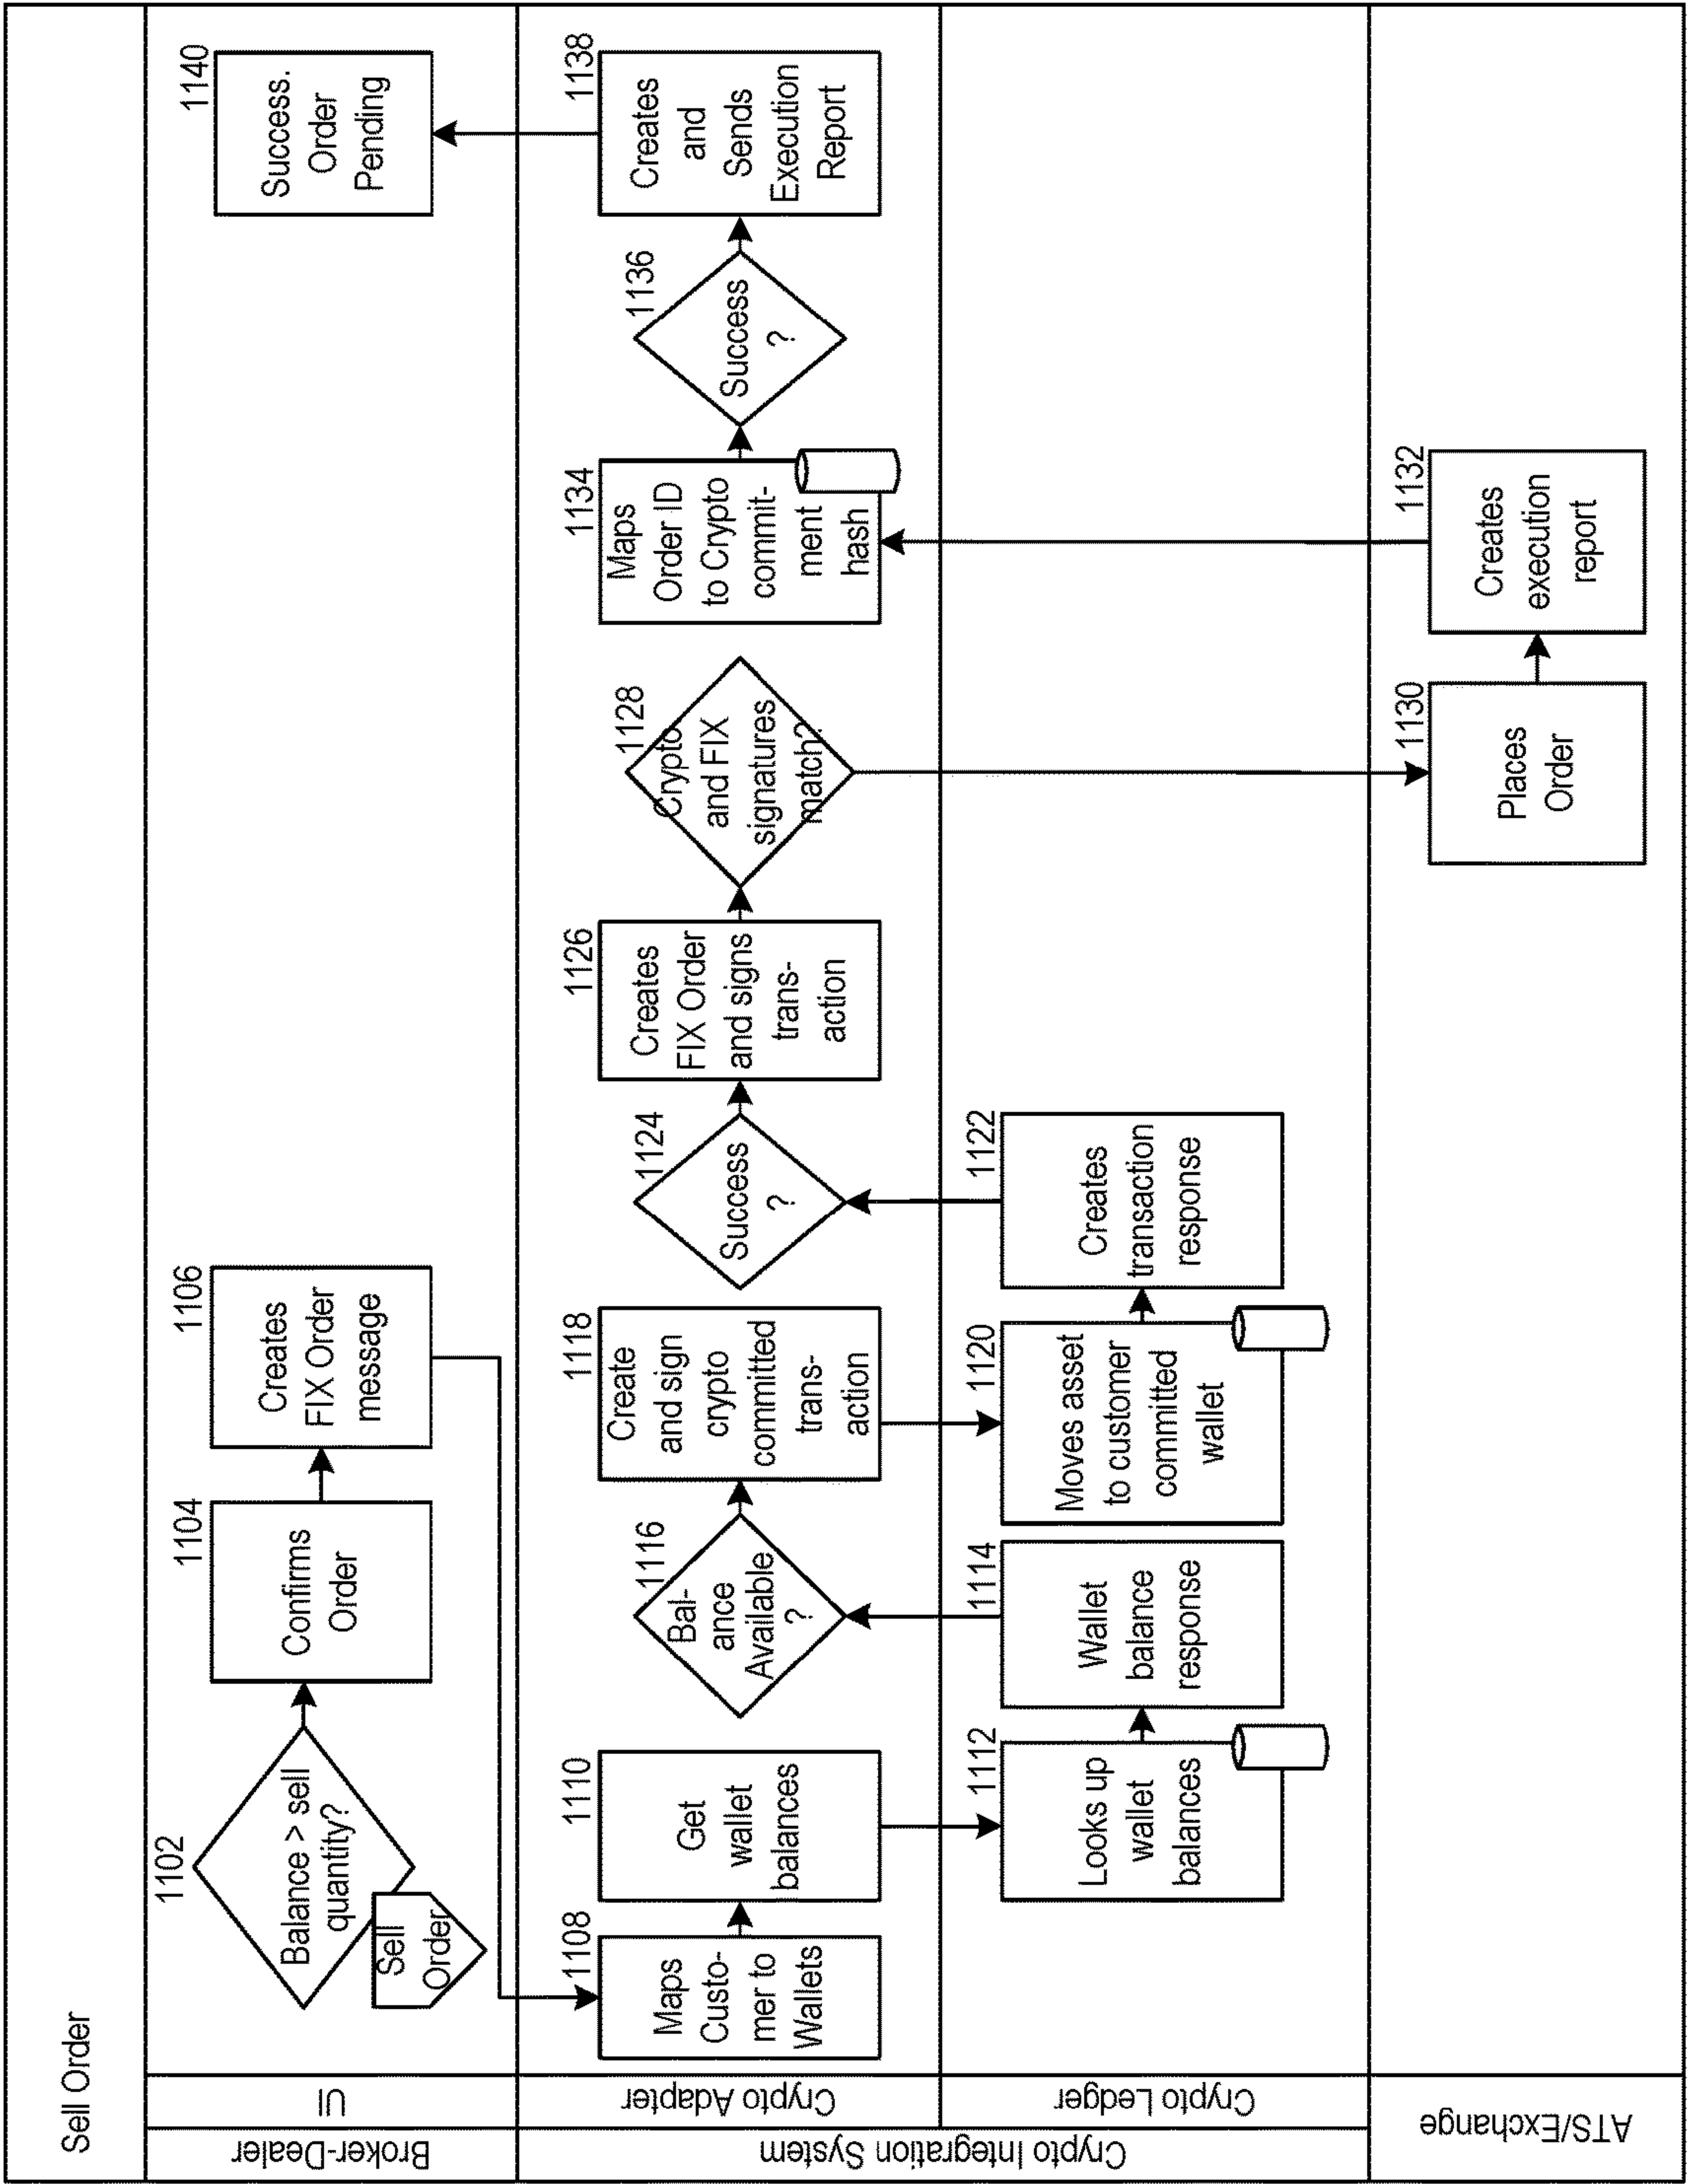 Sell Order
Broker-Dealer
UI
1102
Balance > sell
quantity?
Sell
Order
1104
Confirms
Order
1106
Creates
FIX Order
message
1140
Success.
Order
Pending
Crypto Integration System
Crypto Adapter
1108
Maps
Custo-
mer to
Wallets
1110
Get
wallet
balances
1116
Bal-
ance
Available
?
1118
Create
and sign
crypto
committed
trans-
action
1124
Success
?
1126
Creates
FIX Order
and signs
trans-
action
1128
Crypto
and FIX
signatures
match?
1134
Maps
Order ID
to Crypto
commit-
ment
hash
1136
Success
?
1138
Creates
and
Sends
Execution
Report
Crypto Ledger
1112
Looks up
wallet
balances
1114
Wallet
balance
response
1120
Moves asset
to customer
committed
wallet
1122
Creates
transaction
response
ATS/Exchange
1130
Places
Order
1132
Creates
execution
report